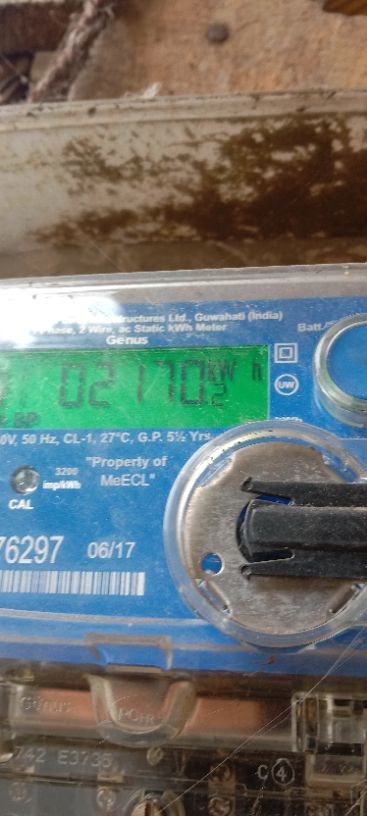 structures Ltd., Guwahati (India)
Phase, 2 Wire, ac Static kWh Meter
Genus
Batt.
02170.2 kWh
BP
UW
0V, 50 Hz, CL-1, 27°C, G.P. 5½ Yrs.
3200
imp/kWh
"Property of
MeECL"
CAL
76297 06/17
Genus
742 E3735
C 4